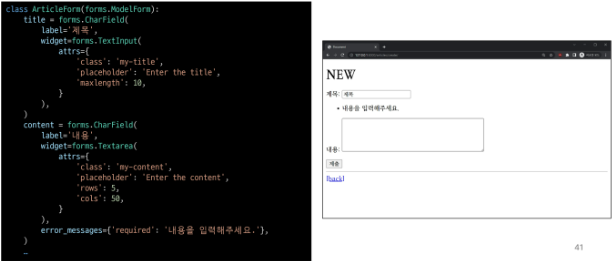 class ArticleForm(forms.ModelForm):
title = forms.CharField(
label='제목',
widget=forms.TextInput(
attrs={
'class': 'my-title',
'placeholder': 'Enter the title',
'maxlength': 10,
}
),
)
content = forms.CharField(
label='내용',
widget=forms.Textarea(
attrs={
'class': 'my-content',
'placeholder': 'Enter the content',
'rows': 5,
'cols': 50,
}
),
error_messages={'required': '내용을 입력해주세요.'},
)
…
NEW
제목: 제목
• 내용을 입력해주세요.
내용:
제출
[back]
41